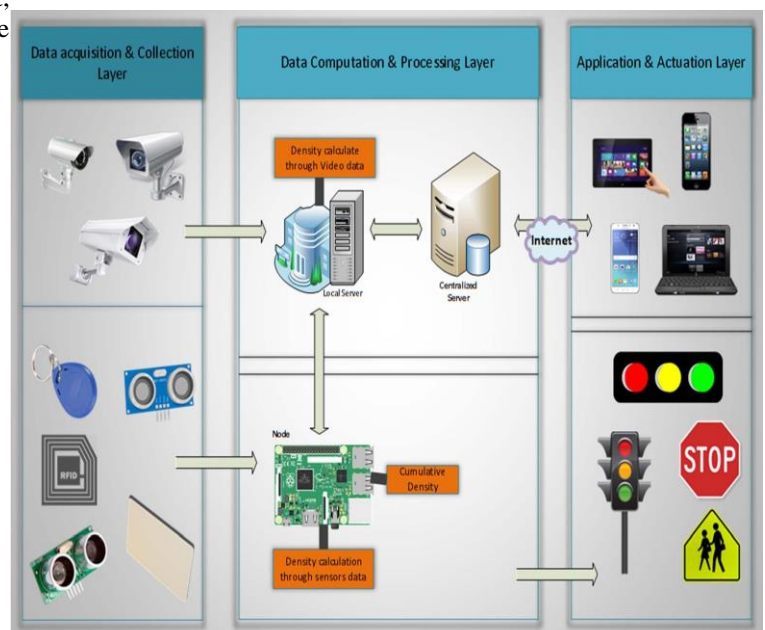 e
Data acquisition & Collection
Layer
Data Computation & Processing Layer
Application & Actuation Layer
Density calculate
through Video data
Local Server
Centralized
Server
Internet
Node
RFID
Cumulative
Density
Density calculation
through sensors data
STOP